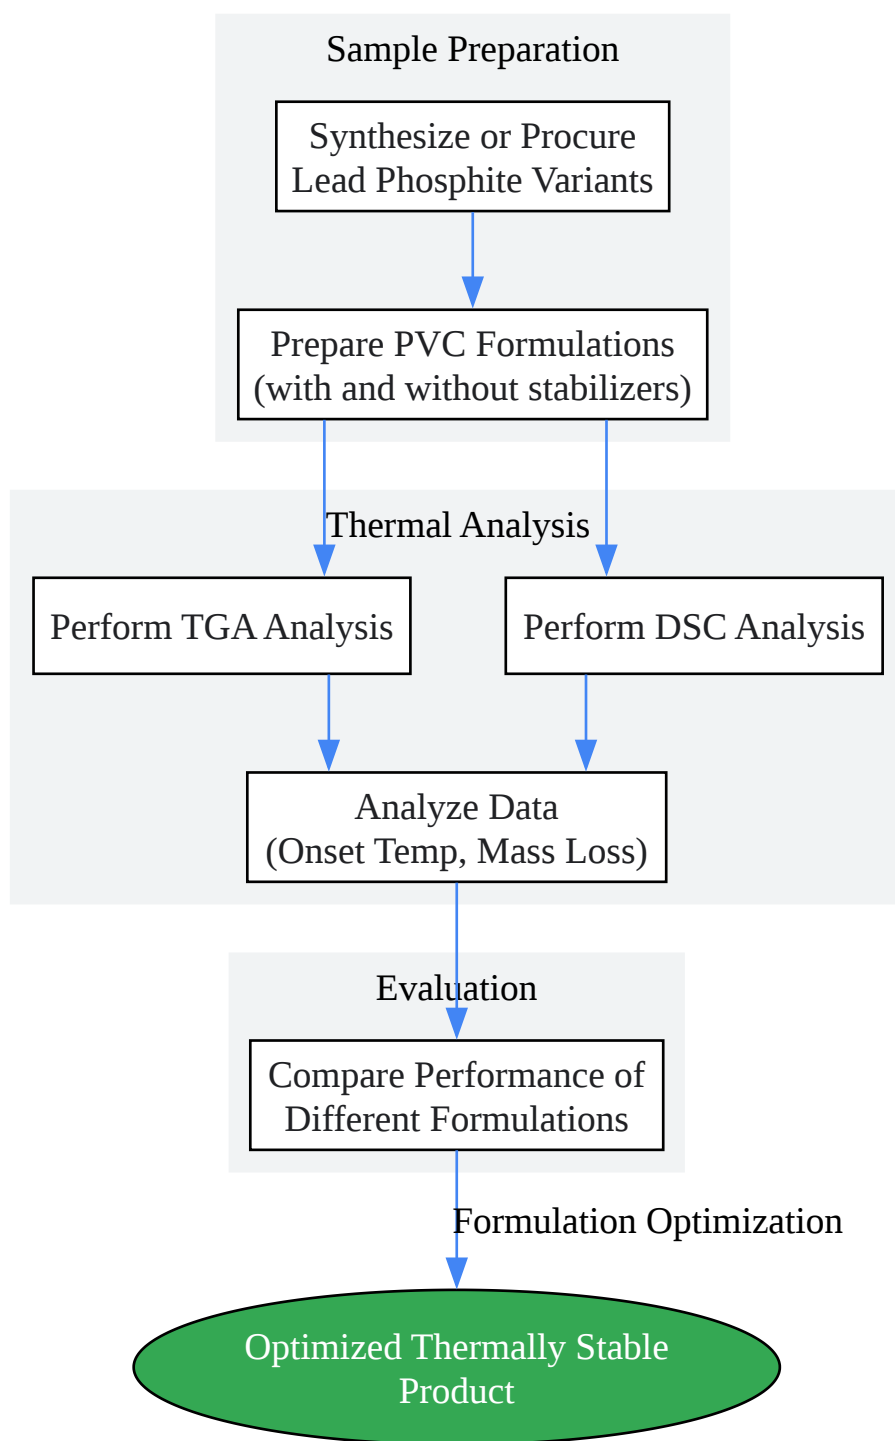 Sample Preparation
Synthesize or Procure
Lead Phosphite Variants
Prepare PVC Formulations
(with and without stabilizers)
Thermal Analysis
Perform TGA Analysis
Perform DSC Analysis
Analyze Data
(Onset Temp, Mass Loss)
Evaluation
Compare Performance of
Different Formulations
Formulation Optimization
Optimized Thermally Stable
Product